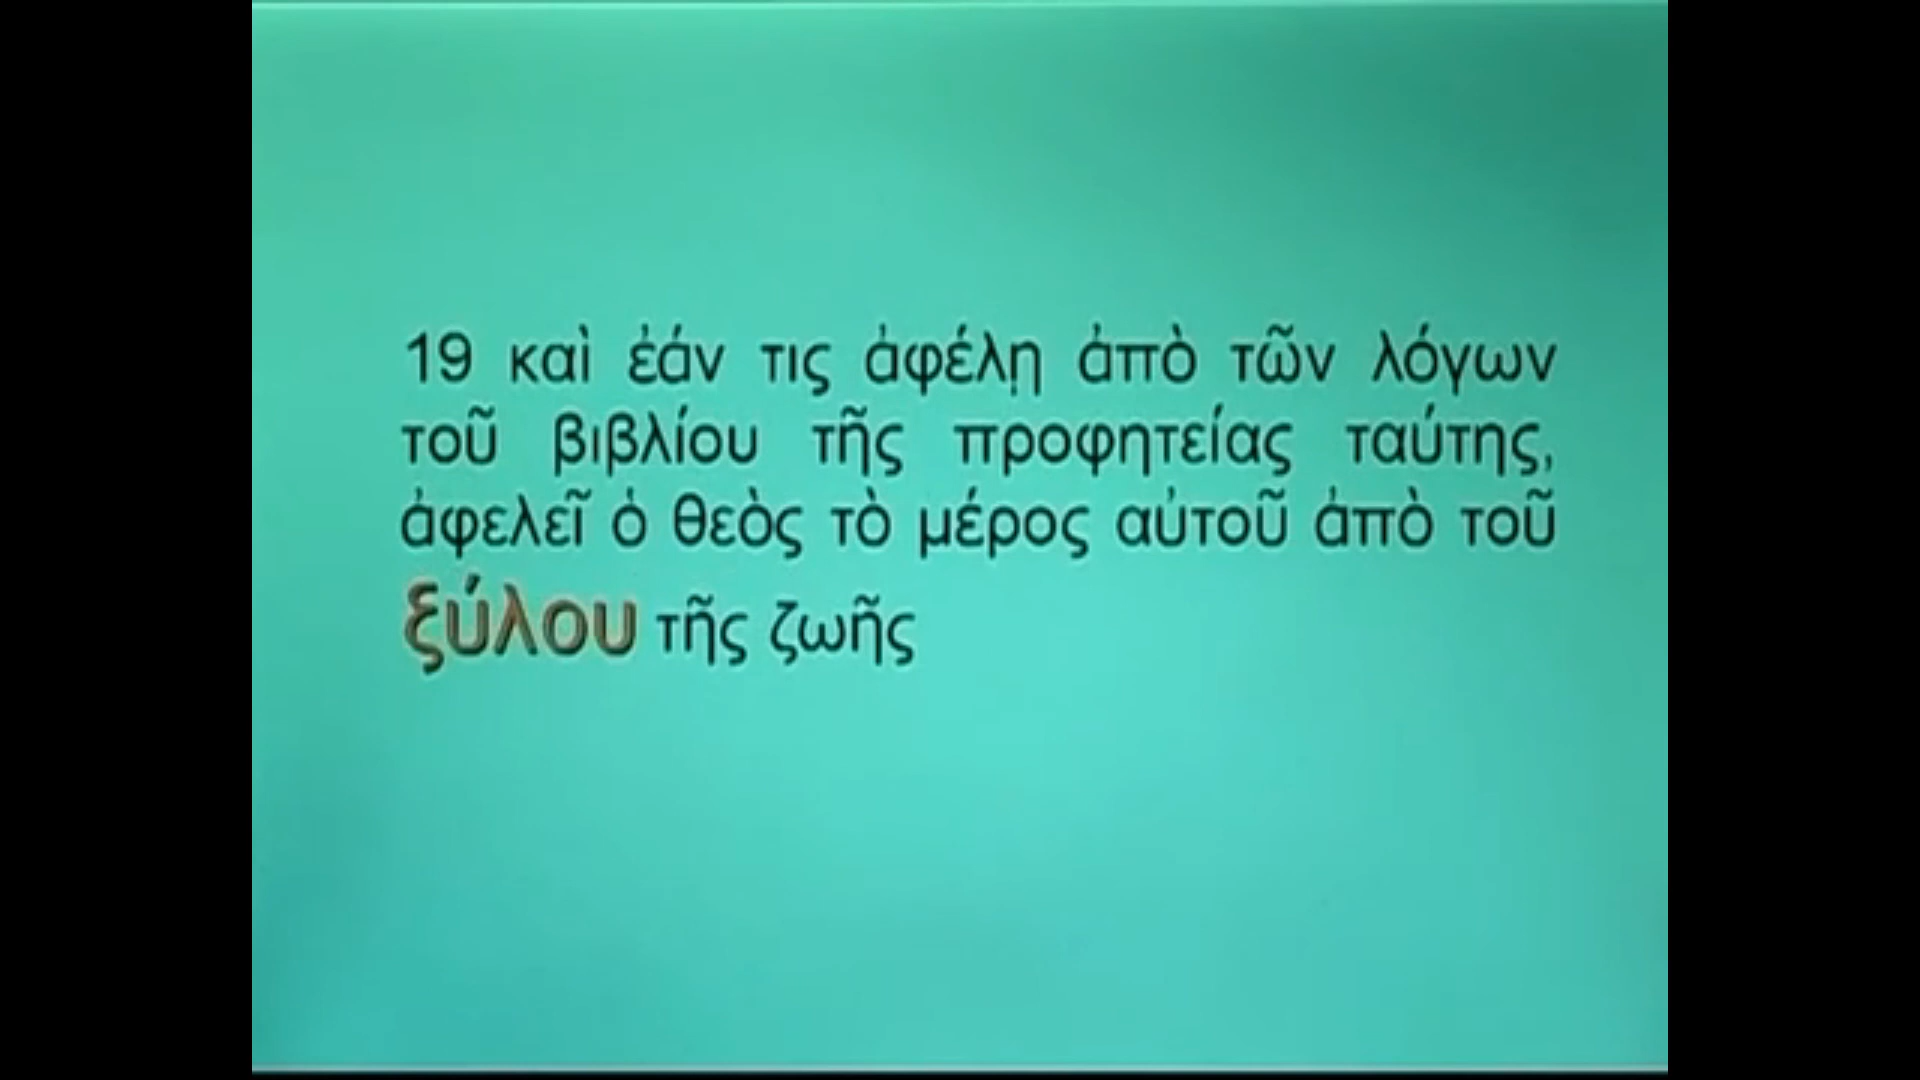 19 καὶ ἐάν τις ἀφέλῃ ἀπὸ τῶν λόγων
τοῦ βιβλίου τῆς προφητείας ταύτης,
ἀφελεῖ ὁ θεὸς τὸ μέρος αὐτοῦ ἀπὸ τοῦ
ξύλου τῆς ζωῆς